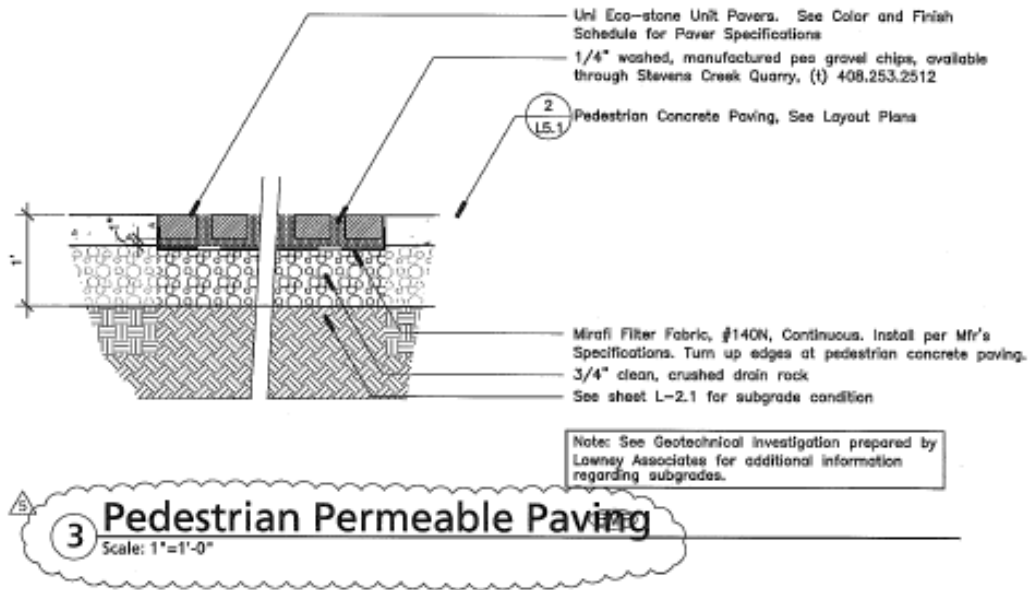 Uni Eco-stone Unit Pavers. See Color and Finish
Schedule for Paver Specifications
1/4" washed, manufactured pea gravel chips, available
through Stevens Creek Quarry, (t) 408.253.2512
2
L5.1
Pedestrian Concrete Paving, See Layout Plans
1'
Mirafi Filter Fabric, #140N, Continuous. Install per Mfr's
Specifications. Turn up edges at pedestrian concrete paving.
3/4" clean, crushed drain rock
See sheet L-2.1 for subgrade condition
Note: See Geotechnical Investigation prepared by
Lowney Associates for additional information
regarding subgrades.
5
3
Pedestrian Permeable Paving
Scale: 1"=1'-0"